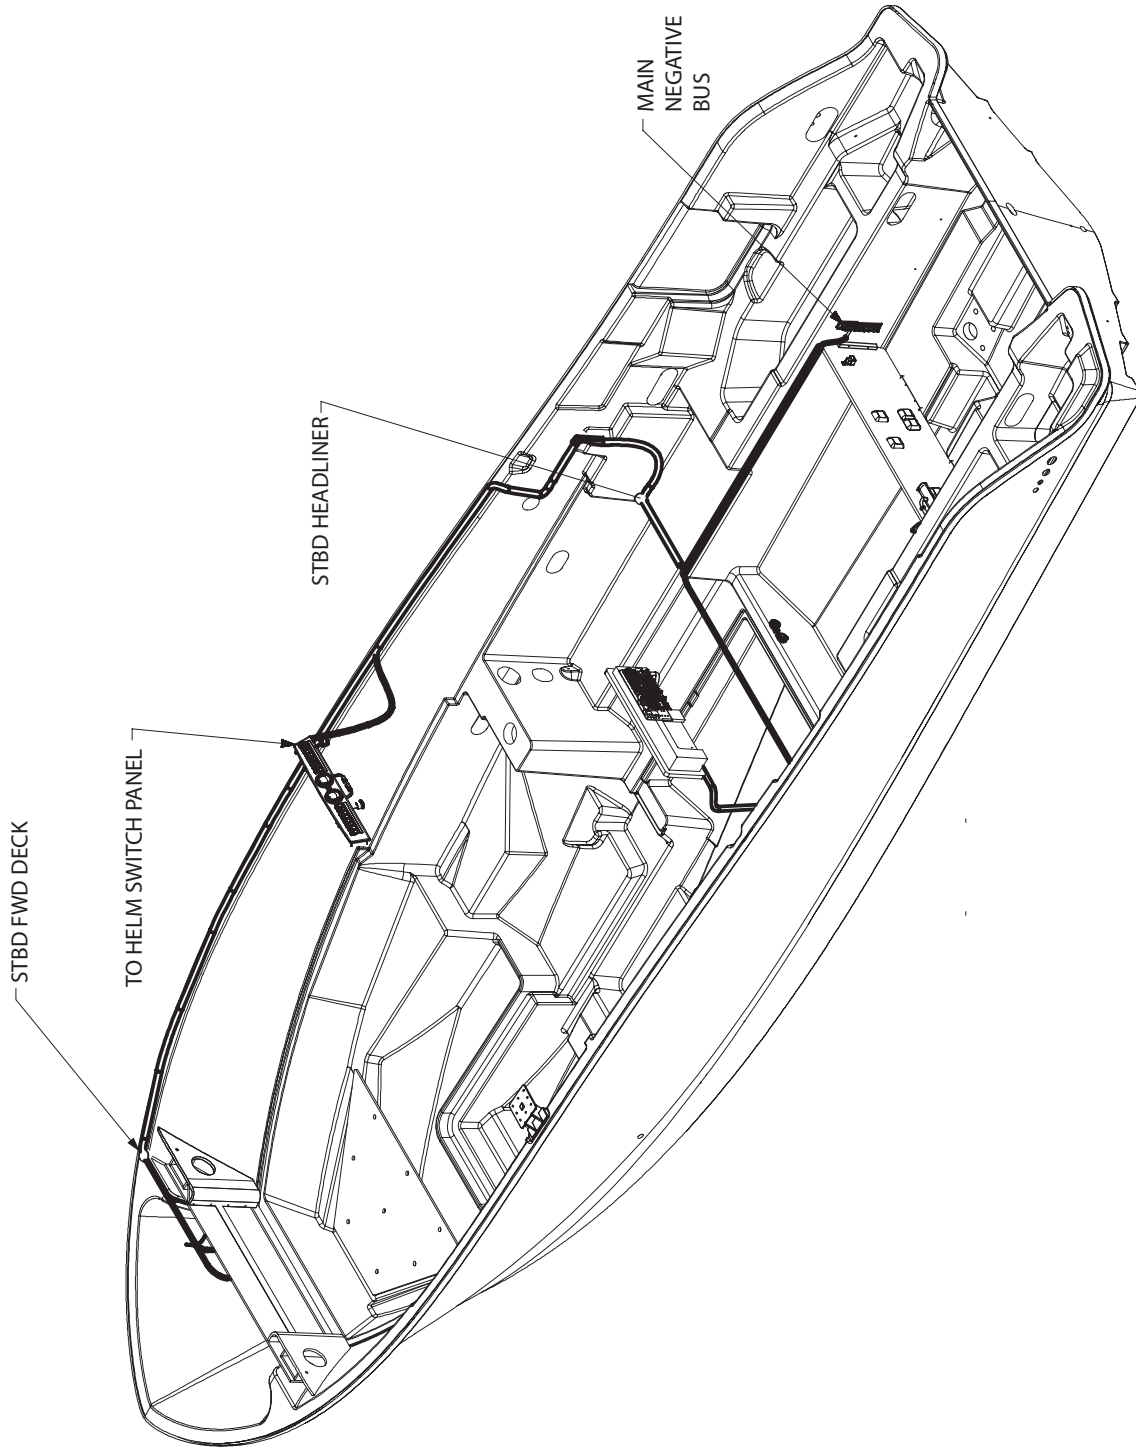 STBD FWD DECK
TO HELM SWITCH PANEL
STBD HEADLINER
MAIN
NEGATIVE
BUS